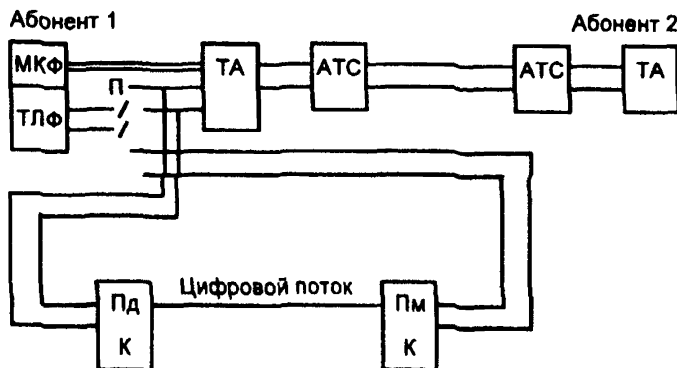 Абонент 1
Абонент 2
МКФ
ТА
АТС
АТС
ТА
П
ТЛФ
Цифровой поток
Пд
К
Пм
К